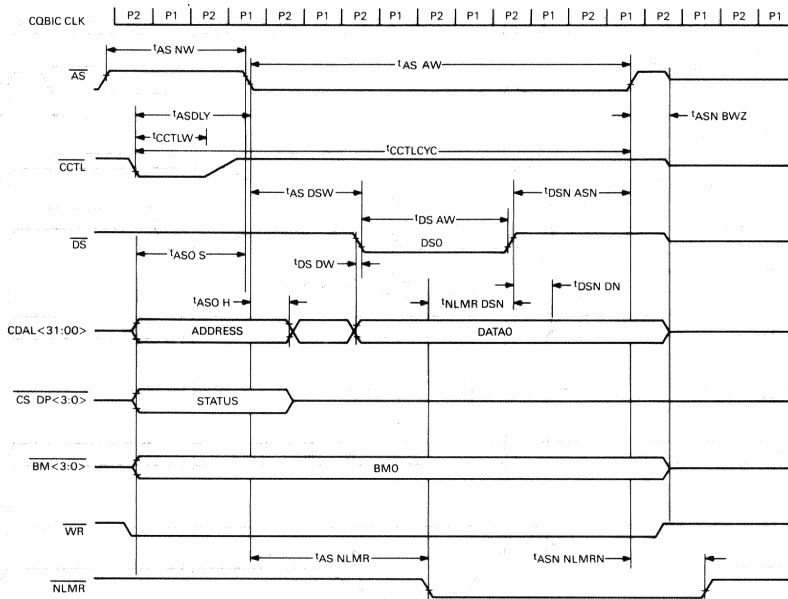 CQBIC CLK P2 P1 P2 P1 P2 P1 P2 P1 P2 P1 P2 P1 P2 P1 P2 P1 P2 P1
tAS NW
tAS AW
AS
tASDLY
tASN BWZ
tCCTLW
tCCTLCYC
CCTL
tAS DSW
tDSN ASN
tDS AW
DS
DS0
tASO S
tDS DW
tDSN DN
tASO H
tNLMR DSN
CDAL<31:00>
ADDRESS
DATA0
CS DP<3:0>
STATUS
BM<3:0>
BM0
WR
tAS NLMR
tASN NLMRN
NLMR